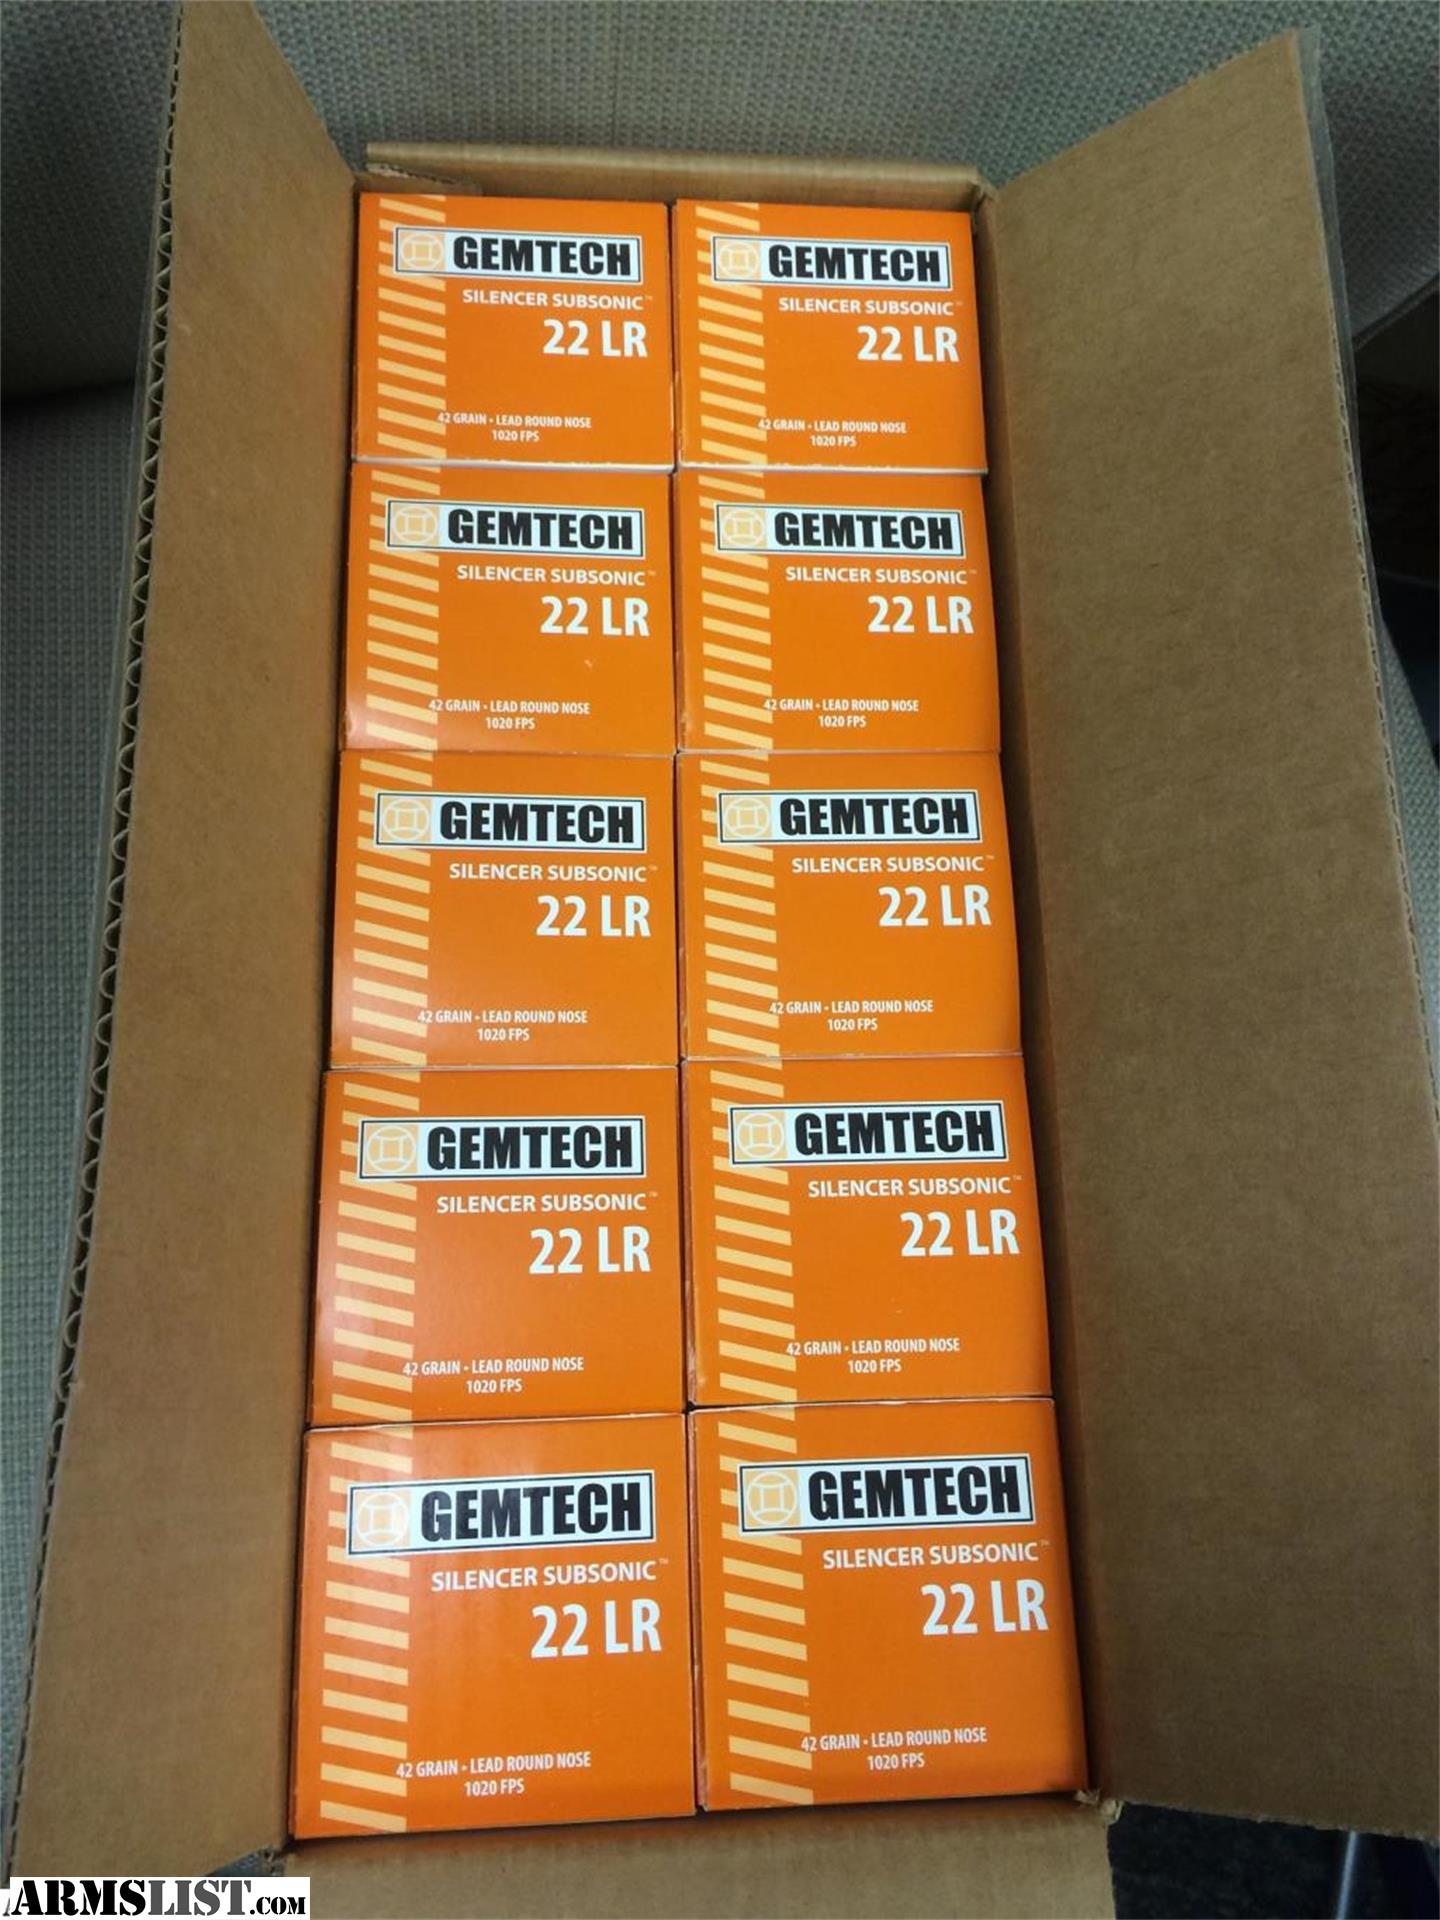 GEMTECH
SILENCER SUBSONIC™
22 LR
42 GRAIN • LEAD ROUND NOSE
1020 FPS
GEMTECH
SILENCER SUBSONIC™
22 LR
42 GRAIN • LEAD ROUND NOSE
1020 FPS
GEMTECH
SILENCER SUBSONIC™
22 LR
42 GRAIN • LEAD ROUND NOSE
1020 FPS
GEMTECH
SILENCER SUBSONIC™
22 LR
42 GRAIN • LEAD ROUND NOSE
1020 FPS
GEMTECH
SILENCER SUBSONIC™
22 LR
42 GRAIN • LEAD ROUND NOSE
1020 FPS
GEMTECH
SILENCER SUBSONIC™
22 LR
42 GRAIN • LEAD ROUND NOSE
1020 FPS
GEMTECH
SILENCER SUBSONIC™
22 LR
42 GRAIN • LEAD ROUND NOSE
1020 FPS
GEMTECH
SILENCER SUBSONIC™
22 LR
42 GRAIN • LEAD ROUND NOSE
1020 FPS
GEMTECH
SILENCER SUBSONIC™
22 LR
42 GRAIN • LEAD ROUND NOSE
1020 FPS
GEMTECH
SILENCER SUBSONIC™
22 LR
42 GRAIN • LEAD ROUND NOSE
1020 FPS
ARMSLIST.com